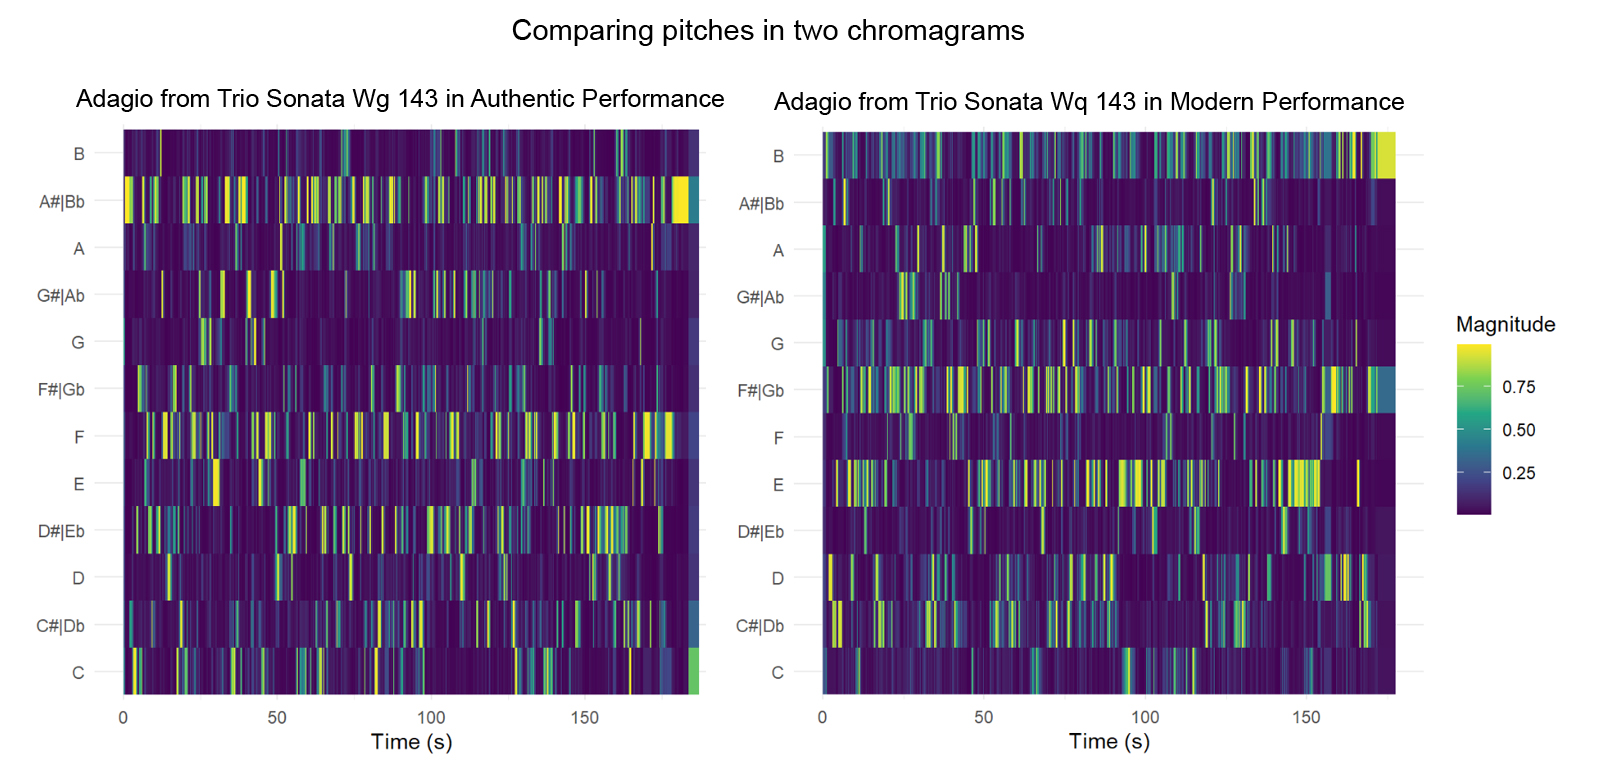 Comparing pitches in two chromagrams
Adagio from Trio Sonata Wg 143 in Authentic Performance
B
A#|Bb
A
G#|Ab
G
F#|Gb
F
E
D#|Eb
D
C#|Db
C
0 50 100 150
Time (s)
Adagio from Trio Sonata Wq 143 in Modern Performance
B
A#|Bb
A
G#|Ab
G
F#|Gb
F
E
D#|Eb
D
C#|Db
C
0 50 100 150
Time (s)
Magnitude
0.75
0.50
0.25